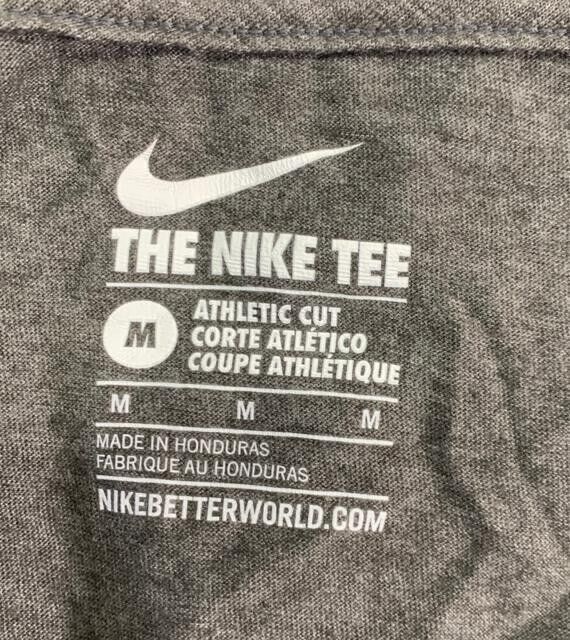 THE NIKE TEE
M
ATHLETIC CUT
CORTE ATLÉTICO
COUPE ATHLÉTIQUE
M M M
MADE IN HONDURAS
FABRIQUE AU HONDURAS
NIKEBETTERWORLD.COM